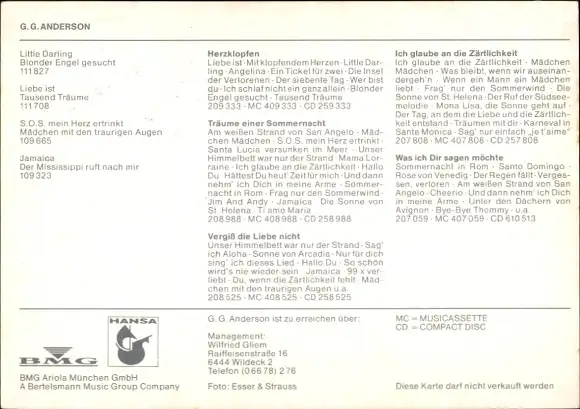 G. G. ANDERSON
Little Darling
Blonder Engel gesucht
111 827
Liebe ist
Tausend Träume
111 708
S.O.S. mein Herz ertrinkt
Mädchen mit den traurigen Augen
109 665
Jamaica
Der Mississippi ruft nach mir
109 323
Herzklopfen
Liebe ist · Mit klopfendem Herzen · Little Dar-
ling · Angelina · Ein Ticket für zwei · Die Insel
der Verlorenen · Der siebente Tag · Wer bist
du · Ich schlaf nicht ein ganz allein · Blonder
Engel gesucht · Tausend Träume
209 333 · MC 409 333 · CD 259 333
Träume einer Sommernacht
Am weißen Strand von San Angelo · Mäd-
chen Mädchen · S.O.S. mein Herz ertrinkt ·
Santa Lucia versunken im Meer · Unser
Himmelbett war nur der Strand · Mama Lor-
raine · Ich glaube an die Zärtlichkeit · Hallo
Du · Hättest Du heut' Zeit für mich · Und dann
nehm' ich Dich in meine Arme · Sommer-
nacht in Rom · Frag nur den Sommerwind ·
Jim And Andy · Jamaica · Die Sonne von
St. Helena · Ti amo Maria
208 988 · MC 408 988 · CD 258 988
Vergiß die Liebe nicht
Unser Himmelbett war nur der Strand · Sag'
ich Aloha · Sonne von Arcadia · Nur für dich
sing' ich dieses Lied · Hallo Du · So schön
wird's nie wieder sein · Jamaica · 99 x ver-
liebt · Du, wenn die Zärtlichkeit fehlt · Mäd-
chen mit den traurigen Augen u.a.
208 525 · MC 408 525 · CD 258 525
Ich glaube an die Zärtlichkeit
Ich glaube an die Zärtlichkeit · Mädchen
Mädchen · Was bleibt, wenn wir auseinan-
dergeh'n · Wenn ein Mann ein Mädchen
liebt · Frag' nur den Sommerwind · Die
Sonne von St. Helena · Der Ruf der Südsee-
melodie · Mona Lisa, die Sonne geht auf ·
Der Tag, an dem die Liebe und die Zärtlich-
keit entstand · Träumen mit dir · Karneval in
Santa Monica · Sag' nur einfach „je t'aime"
207 808 · MC 407 808 · CD 257 808
Was ich Dir sagen möchte
Sommernacht in Rom · Santo Domingo ·
Rose von Venedig · Der Regen fällt · Verges-
sen, verloren · Am weißen Strand von San
Angelo · Cheerio · Und dann nehm' ich Dich
in meine Arme · Unter den Dächern von
Avignon · Bye-Bye Thommy · u.a.
207 059 · MC 407 059 · CD 610 513
BMG
HANSA
BMG Ariola München GmbH
A Bertelsmann Music Group Company
G. G. Anderson ist zu erreichen über:
Management:
Wilfried Gliem
Raiffeisenstraße 16
6444 Wildeck 2
Telefon (0 66 78) 2 76
Foto: Esser & Strauss
MC = MUSICASSETTE
CD = COMPACT DISC
Diese Karte darf nicht verkauft werden